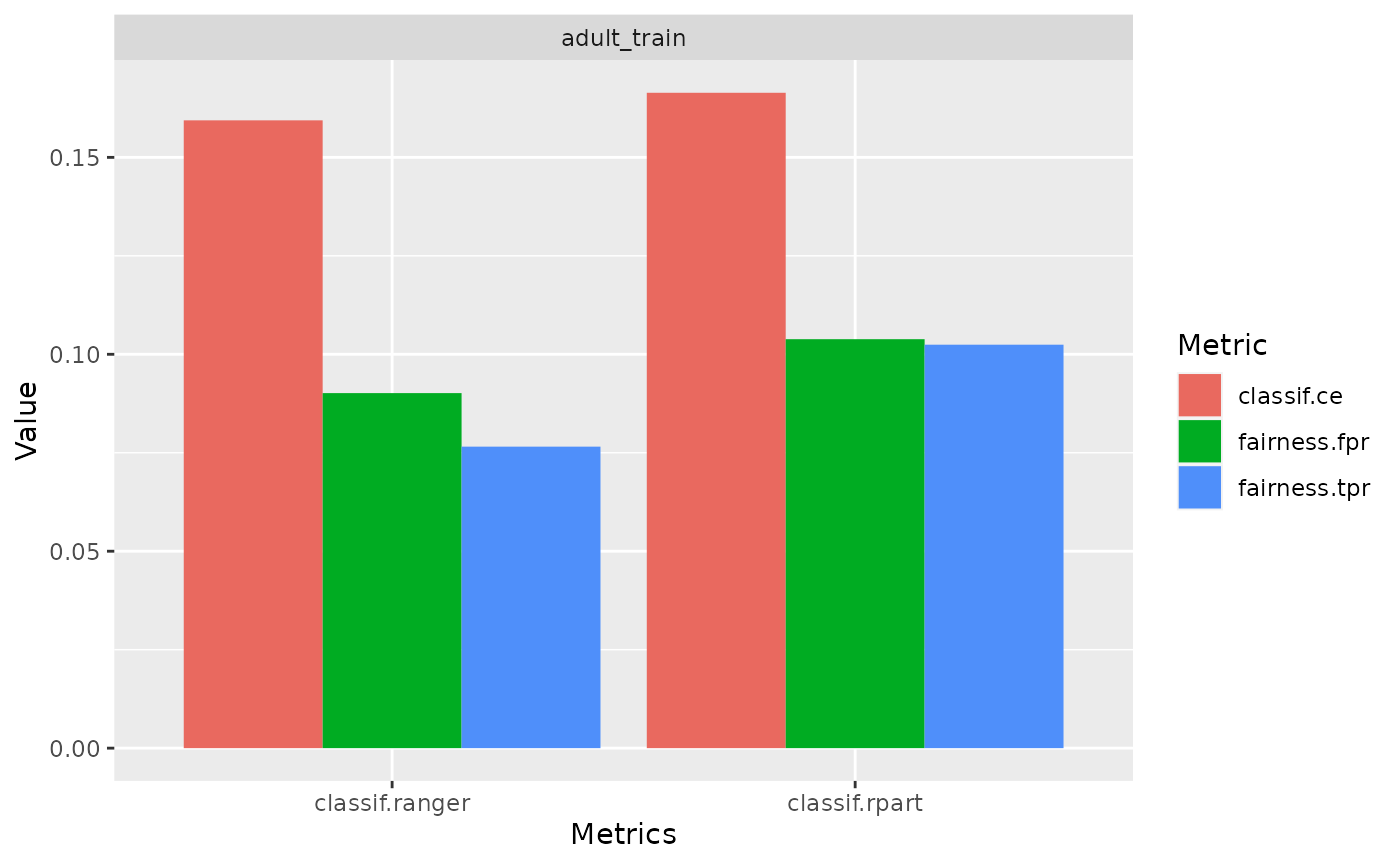 adult_train
0.15
0.10
0.05
0.00
Value
classif.ranger
classif.rpart
Metrics
Metric
classif.ce
fairness.fpr
fairness.tpr